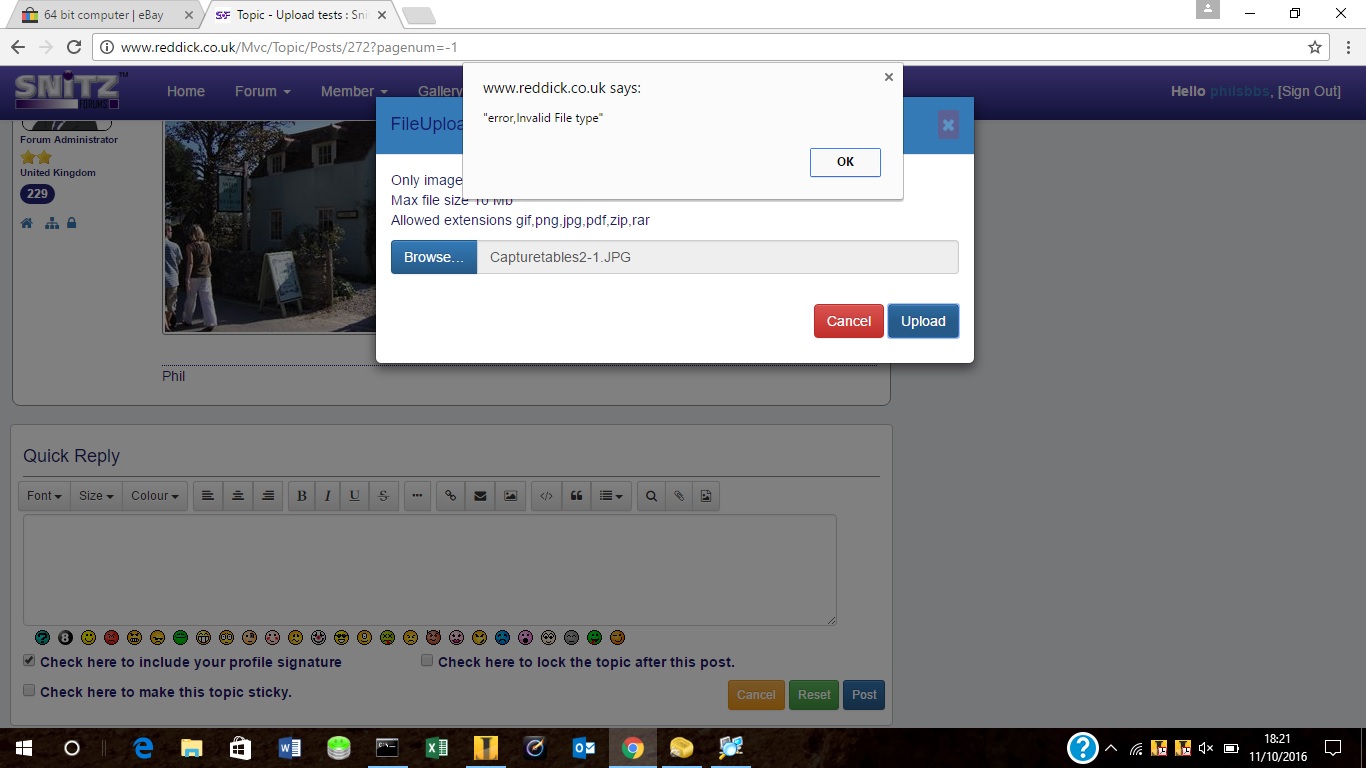 64 bit computer | eBay
Topic - Upload tests : Sni
www.reddick.co.uk/Mvc/Topic/Posts/272?pagenum=-1
SNiTZ™
FORUMS
Home
Forum
Member
Gallery
Hello philsbbs, [Sign Out]
www.reddick.co.uk says:
"error,Invalid File type"
OK
FileUploa
Only image
Max file size 10 Mb
Allowed extensions gif,png,jpg,pdf,zip,rar
Browse...
Capturetables2-1.JPG
Cancel
Upload
Forum Administrator
United Kingdom
229
Phil
Quick Reply
Font
Size
Colour
B I U S
Check here to include your profile signature
Check here to lock the topic after this post.
Check here to make this topic sticky.
Cancel
Reset
Post
18:21
11/10/2016